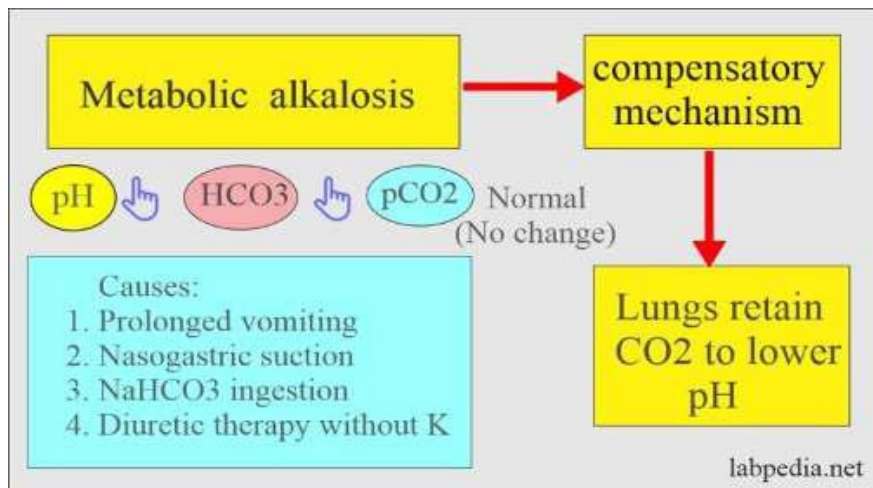 Metabolic alkalosis
compensatory
mechanism
pH
HCO3
pCO2
Normal
(No change)
Causes:
1. Prolonged vomiting
2. Nasogastric suction
3. NaHCO3 ingestion
4. Diuretic therapy without K
Lungs retain
CO2 to lower
pH
labpedia.net